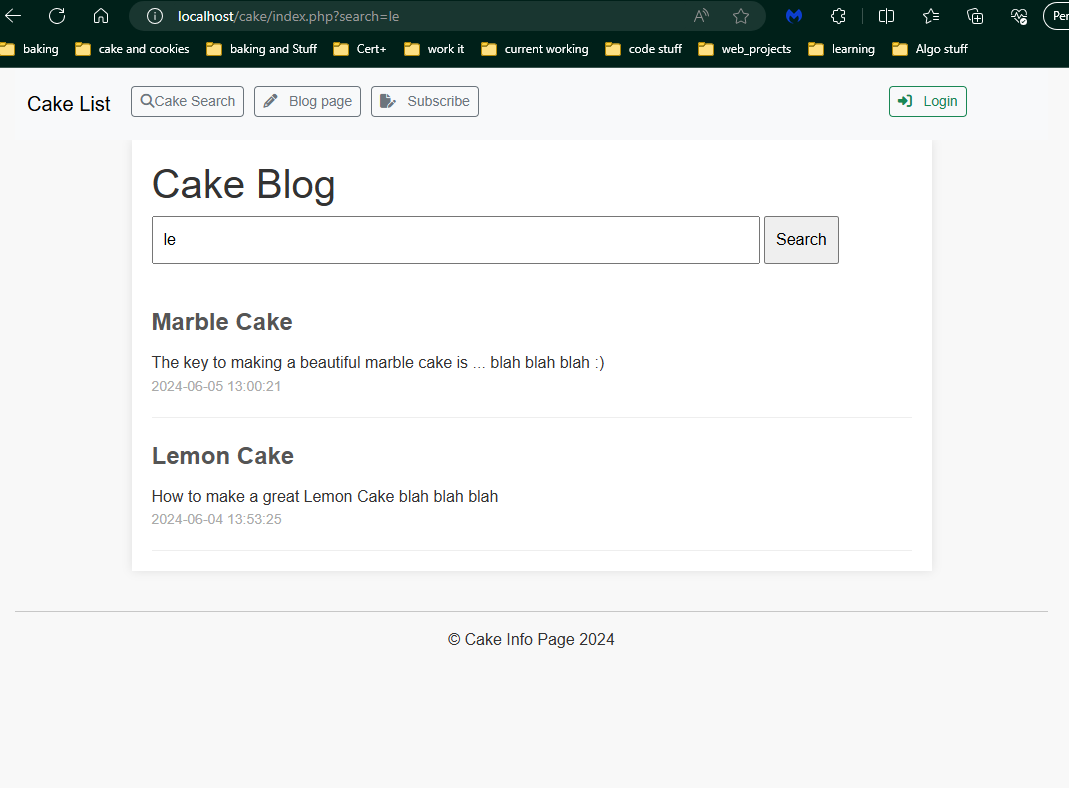 localhost/cake/index.php?search=le
baking cake and cookies baking and Stuff Cert+ work it current working code stuff web_projects learning Algo stuff
Cake List Cake Search Blog page Subscribe Login
Cake Blog
le Search
Marble Cake
The key to making a beautiful marble cake is ... blah blah blah :)
2024-06-05 13:00:21
Lemon Cake
How to make a great Lemon Cake blah blah blah
2024-06-04 13:53:25
© Cake Info Page 2024